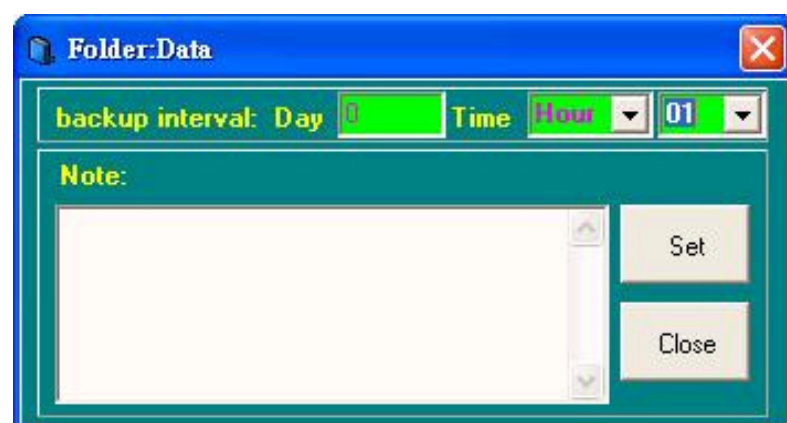 Folder:Data
backup interval: Day 0 Time Hour 01
Note:
Set
Close